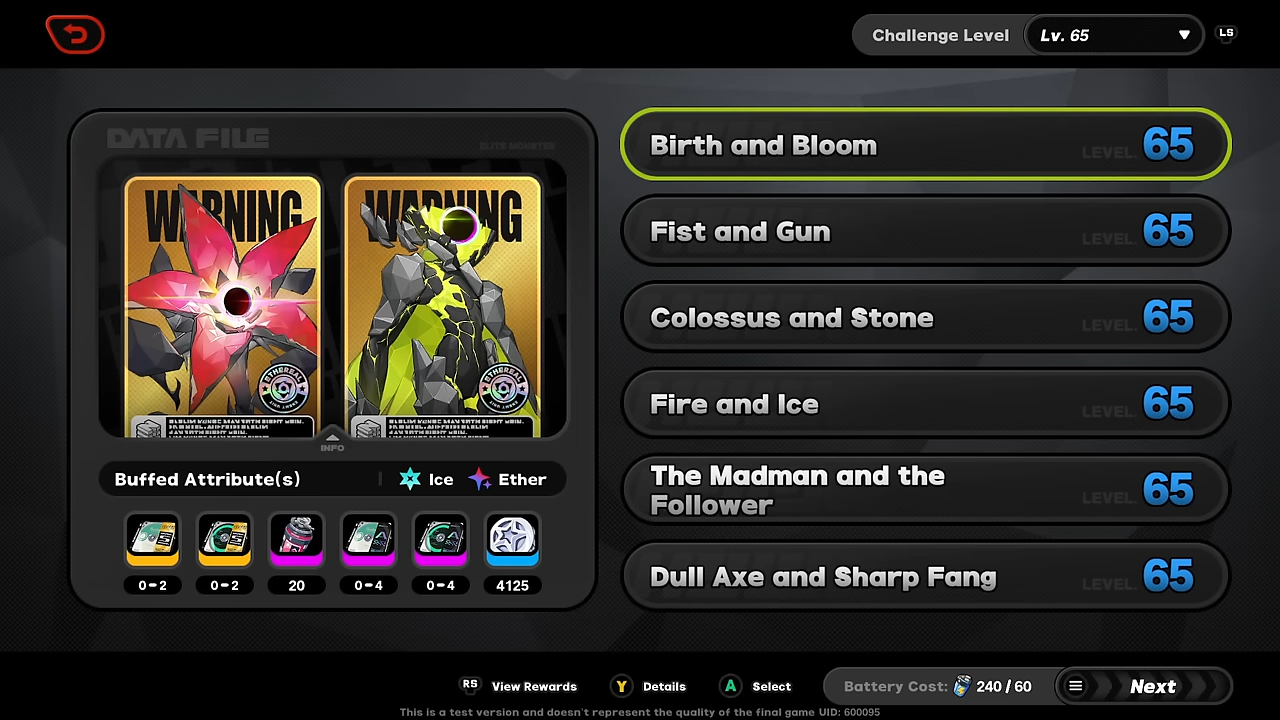 Challenge Level
Lv. 65
LS
DATA FILE
ELITE MONSTER
WARNING
WARNING
ETHEREAL
ETHEREAL
INFO
Buffed Attribute(s)
Ice
Ether
0-2
0-2
20
0-4
0-4
4125
Birth and Bloom
LEVEL. 65
Fist and Gun
LEVEL. 65
Colossus and Stone
LEVEL. 65
Fire and Ice
LEVEL. 65
The Madman and the
Follower
LEVEL. 65
Dull Axe and Sharp Fang
LEVEL. 65
RS View Rewards
Y Details
A Select
Battery Cost: 240 / 60
Next
This is a test version and doesn't represent the quality of the final game UID: 600095